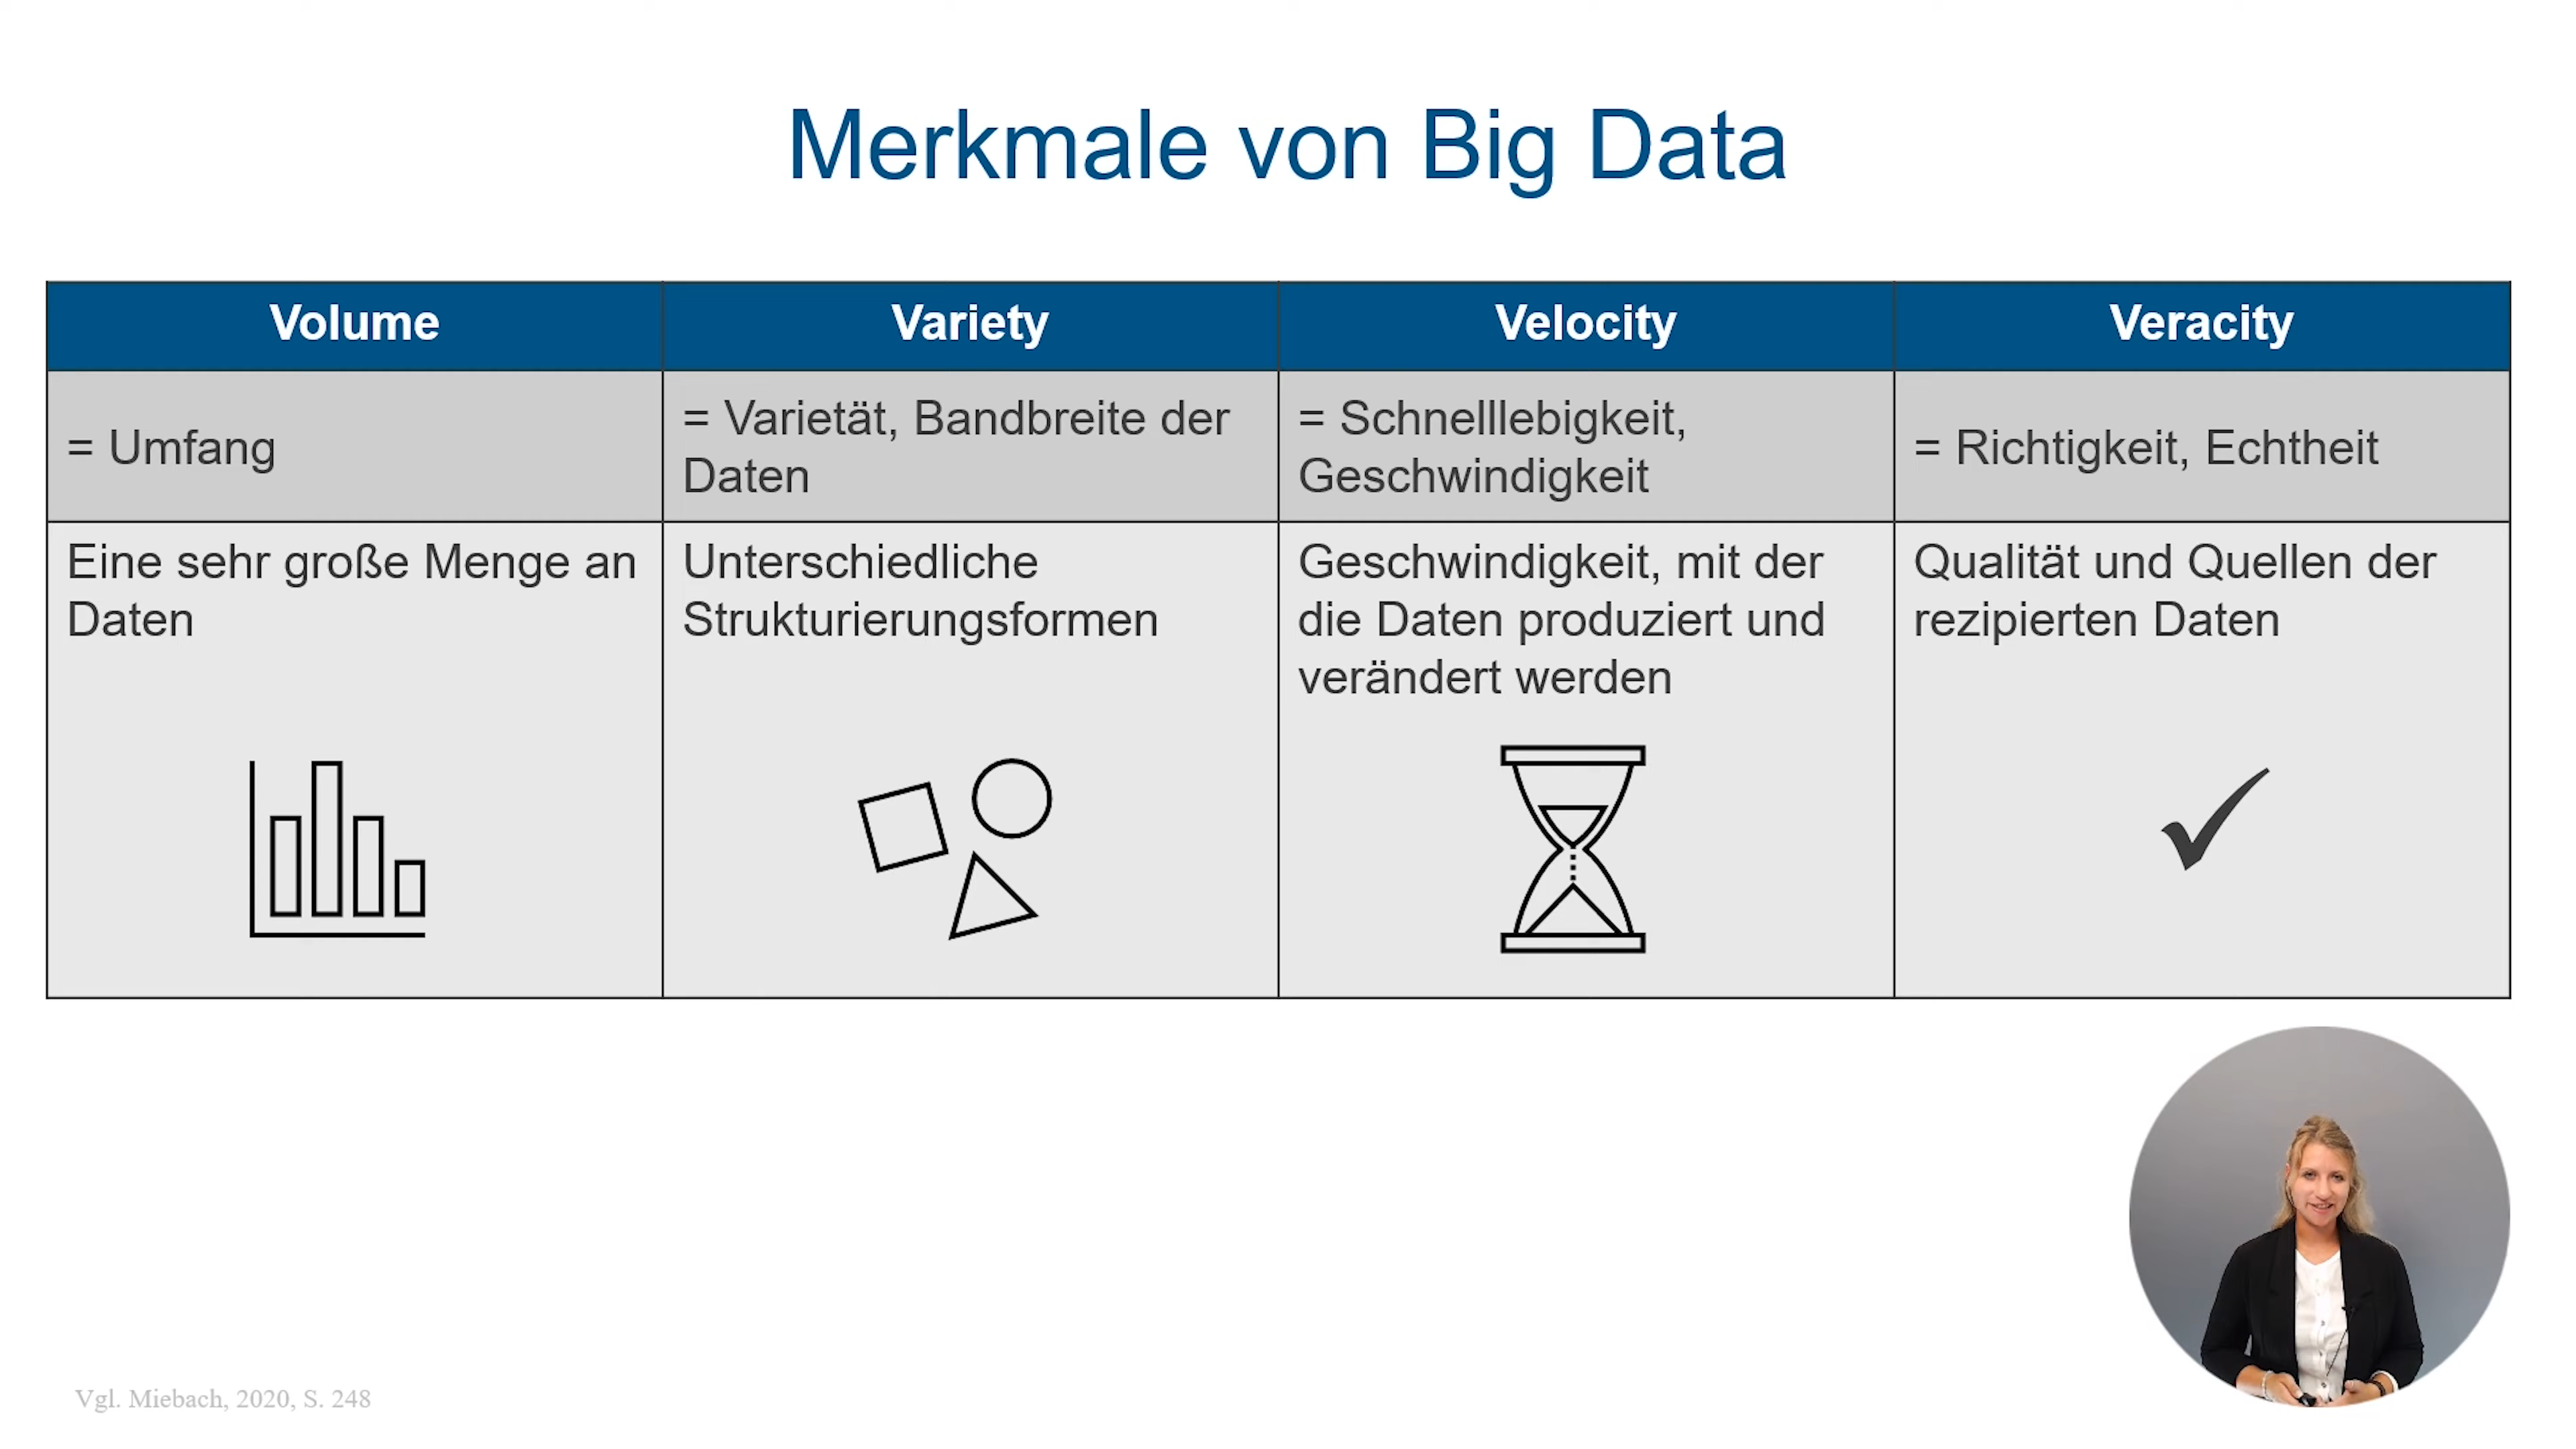 Merkmale von Big Data
Volume
Variety
Velocity
Veracity
= Umfang
= Varietät, Bandbreite der
Daten
= Schnelllebigkeit,
Geschwindigkeit
= Richtigkeit, Echtheit
Eine sehr große Menge an
Daten
Unterschiedliche
Strukturierungsformen
Geschwindigkeit, mit der
die Daten produziert und
verändert werden
Qualität und Quellen der
rezipierten Daten
Vgl. Miebach, 2020, S. 248